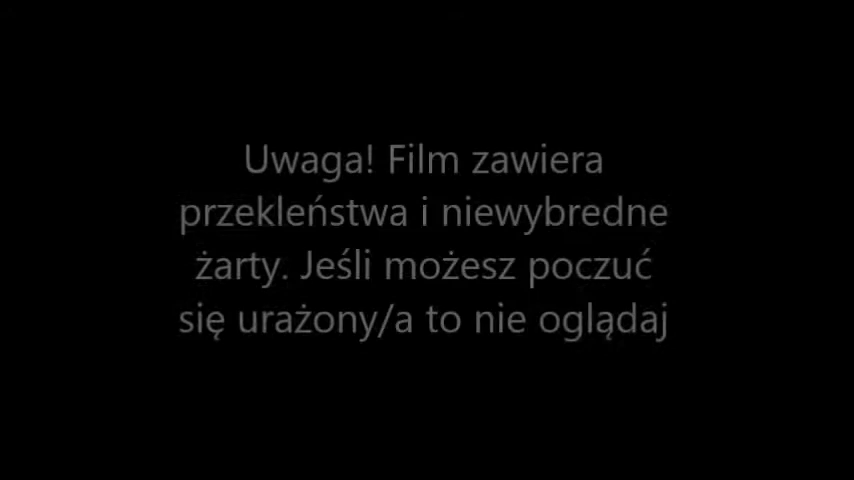 Uwaga! Film zawiera
przekleństwa i niewybredne
żarty. Jeśli możesz poczuć
się urażony/a to nie oglądaj